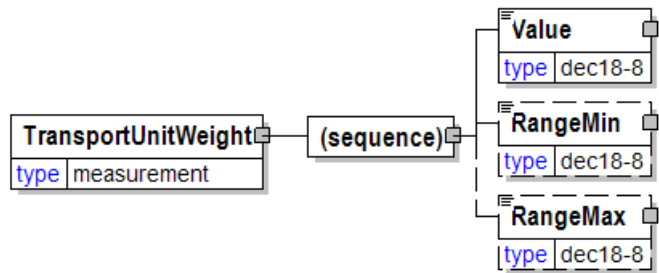 TransportUnitWeight
type measurement
(sequence)
Value
type dec18-8
RangeMin
type dec18-8
RangeMax
type dec18-8